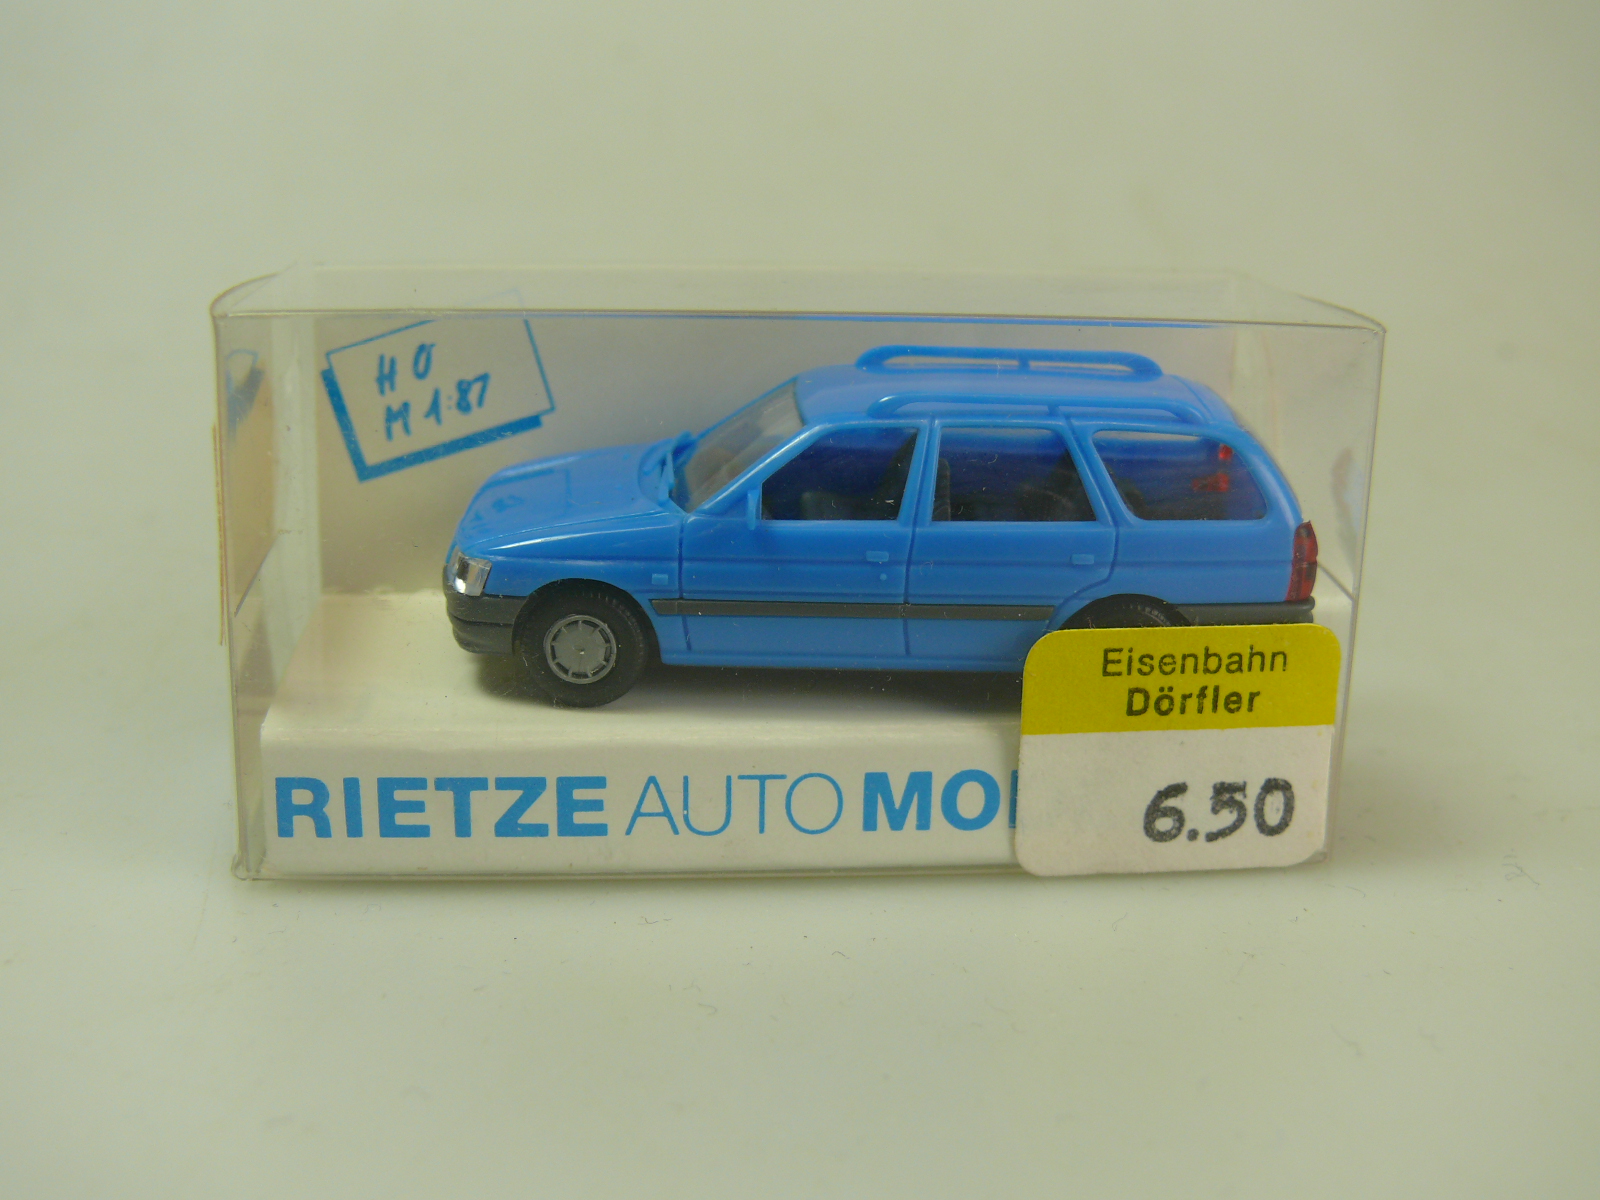 H0
M 1:87
RIETZE AUTO MO
Eisenbahn
Dörfler
6.50